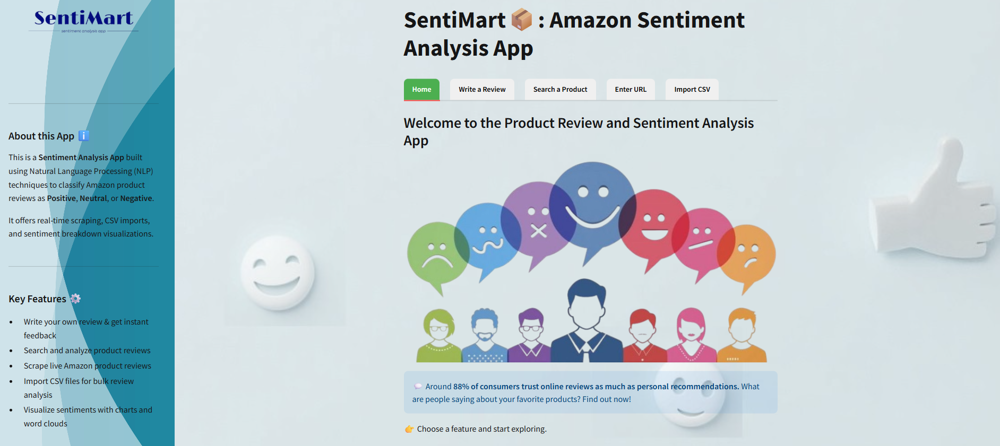 SentiMart
sentiment analysis app
About this App ℹ️
This is a Sentiment Analysis App built
using Natural Language Processing (NLP)
techniques to classify Amazon product
reviews as Positive, Neutral, or Negative.
It offers real-time scraping, CSV imports,
and sentiment breakdown visualizations.
Key Features ⚙️
• Write your own review & get instant
feedback
• Search and analyze product reviews
• Scrape live Amazon product reviews
• Import CSV files for bulk review
analysis
• Visualize sentiments with charts and
word clouds
SentiMart 📦 : Amazon Sentiment
Analysis App
Home Write a Review Search a Product Enter URL Import CSV
Welcome to the Product Review and Sentiment Analysis
App
💬 Around 88% of consumers trust online reviews as much as personal recommendations. What
are people saying about your favorite products? Find out now!
👉 Choose a feature and start exploring.